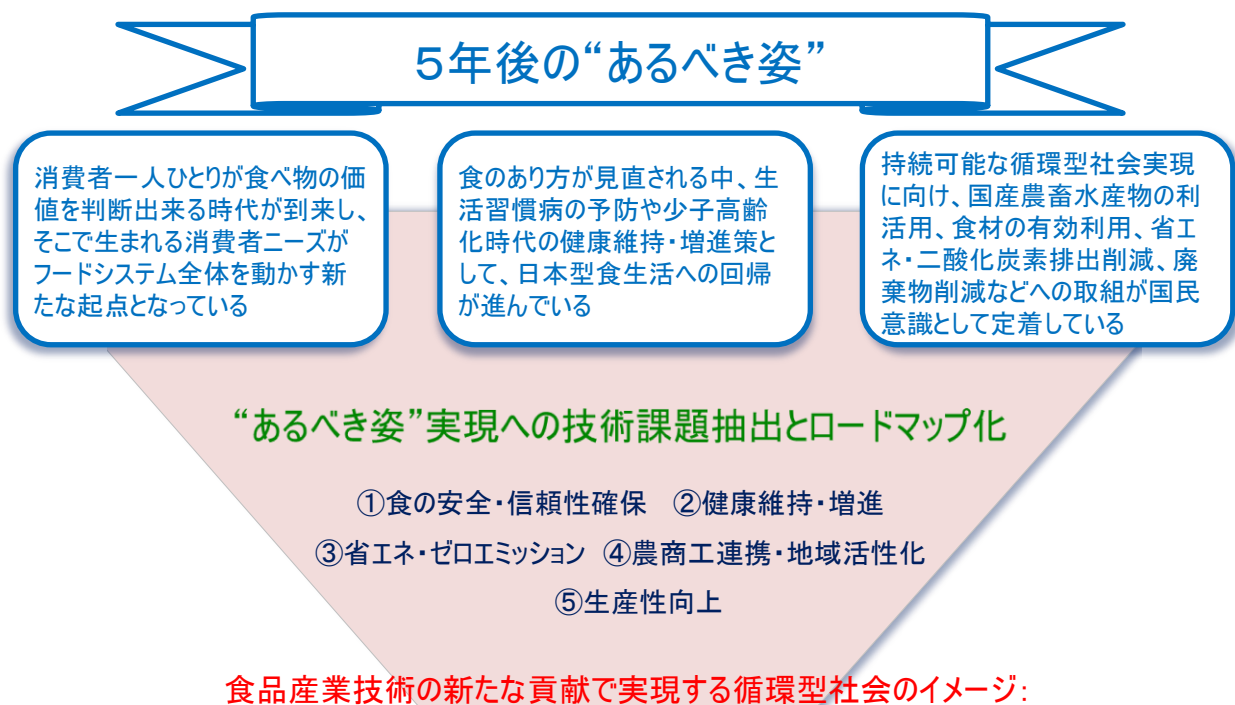 5年後の“あるべき姿”
消費者一人ひとりが食べ物の価
値を判断出来る時代が到来し、
そこで生まれる消費者ニーズが
フードシステム全体を動かす新
たな起点となっている
食のあり方が見直される中、生
活習慣病の予防や少子高齢
化時代の健康維持・増進策と
して、日本型食生活への回帰
が進んでいる
持続可能な循環型社会実現
に向け、国産農畜水産物の利
活用、食材の有効利用、省エ
ネ・二酸化炭素排出削減、廃
棄物削減などへの取組が国民
意識として定着している
“あるべき姿”実現への技術課題抽出とロードマップ化
①食の安全・信頼性確保 ②健康維持・増進
③省エネ・ゼロエミッション ④農商工連携・地域活性化
⑤生産性向上
食品産業技術の新たな貢献で実現する循環型社会のイメージ：